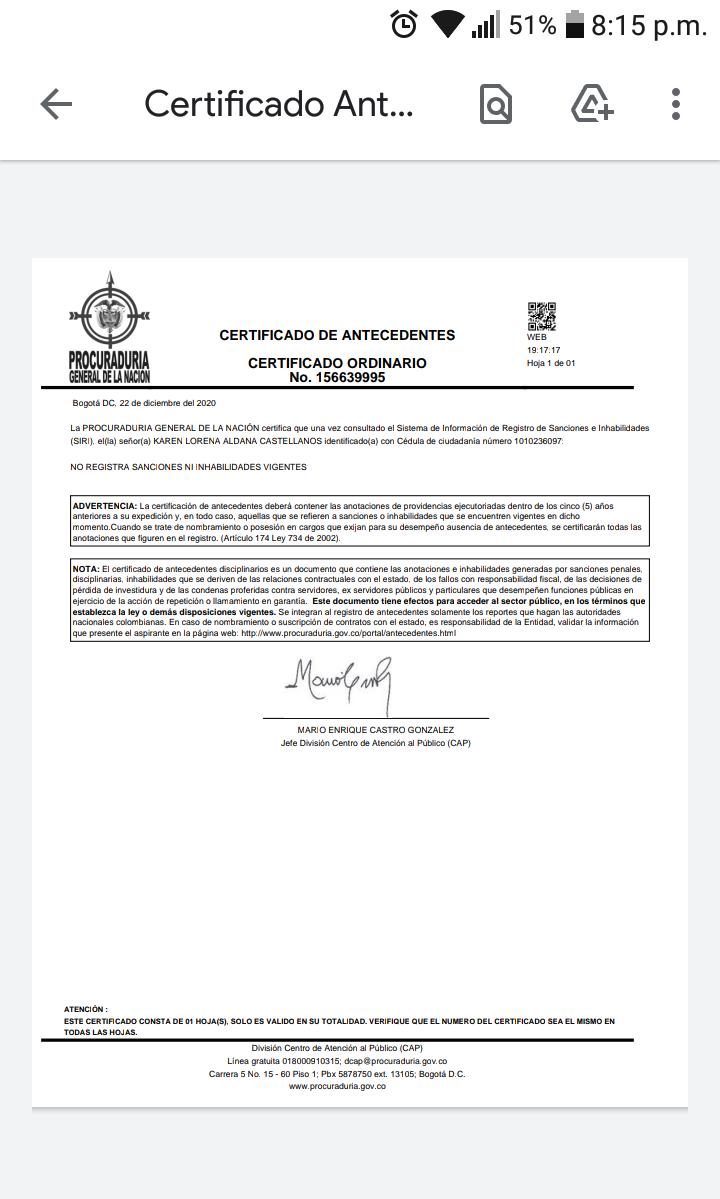 51% 8:15 p.m.
Certificado Ant...
PROCURADURIA
GENERAL DE LA NACION
CERTIFICADO DE ANTECEDENTES
CERTIFICADO ORDINARIO
No. 156639995
WEB
19:17:17
Hoja 1 de 01
Bogotá DC, 22 de diciembre del 2020
La PROCURADURIA GENERAL DE LA NACIÓN certifica que una vez consultado el Sistema de Información de Registro de Sanciones e Inhabilidades
(SIRI), el(la) señor(a) KAREN LORENA ALDANA CASTELLANOS identificado(a) con Cédula de ciudadanía número 1010236097:
NO REGISTRA SANCIONES NI INHABILIDADES VIGENTES
ADVERTENCIA: La certificación de antecedentes deberá contener las anotaciones de providencias ejecutoriadas dentro de los cinco (5) años
anteriores a su expedición y, en todo caso, aquellas que se refieren a sanciones o inhabilidades que se encuentren vigentes en dicho
momento.Cuando se trate de nombramiento o posesión en cargos que exijan para su desempeño ausencia de antecedentes, se certificarán todas las
anotaciones que figuren en el registro. (Artículo 174 Ley 734 de 2002).
NOTA: El certificado de antecedentes disciplinarios es un documento que contiene las anotaciones e inhabilidades generadas por sanciones penales,
disciplinarias, inhabilidades que se deriven de las relaciones contractuales con el estado, de los fallos con responsabilidad fiscal, de las decisiones de
pérdida de investidura y de las condenas proferidas contra servidores, ex servidores públicos y particulares que desempeñen funciones públicas en
ejercicio de la acción de repetición o llamamiento en garantía. Este documento tiene efectos para acceder al sector público, en los términos que
establezca la ley o demás disposiciones vigentes. Se integran al registro de antecedentes solamente los reportes que hagan las autoridades
nacionales colombianas. En caso de nombramiento o suscripción de contratos con el estado, es responsabilidad de la Entidad, validar la información
que presente el aspirante en la página web: http://www.procuraduria.gov.co/portal/antecedentes.html
MARIO ENRIQUE CASTRO GONZALEZ
Jefe División Centro de Atención al Público (CAP)
ATENCIÓN :
ESTE CERTIFICADO CONSTA DE 01 HOJA(S), SOLO ES VALIDO EN SU TOTALIDAD. VERIFIQUE QUE EL NUMERO DEL CERTIFICADO SEA EL MISMO EN
TODAS LAS HOJAS.
División Centro de Atención al Público (CAP)
Línea gratuita 018000910315; dcap@procuraduria.gov.co
Carrera 5 No. 15 - 60 Piso 1; Pbx 5878750 ext. 13105; Bogotá D.C.
www.procuraduria.gov.co